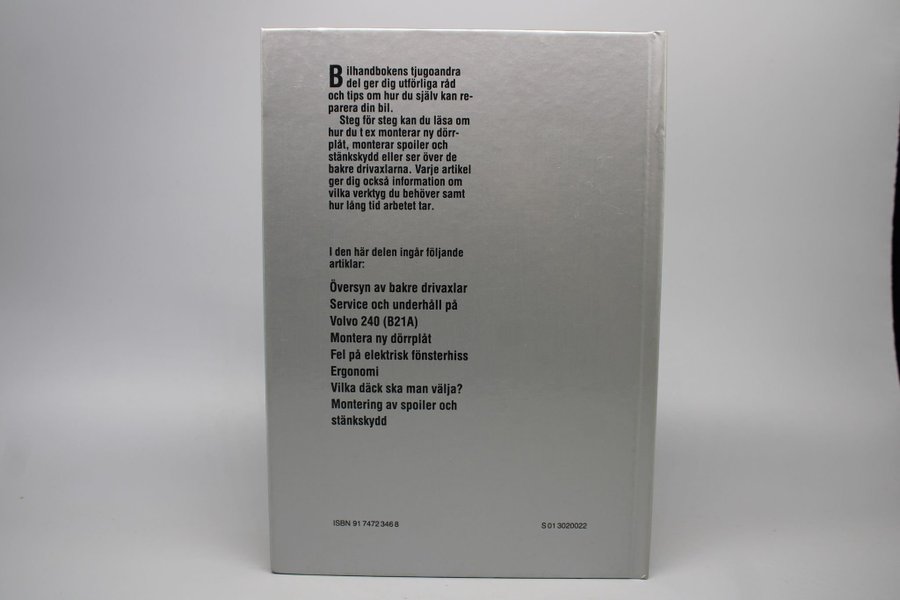 Bilhandbokens tjugoandra
del ger dig utförliga råd
och tips om hur du själv kan re-
parera din bil.
Steg för steg kan du läsa om
hur du t ex monterar ny dörr-
plåt, monterar spoiler och
stänkskydd eller ser över de
bakre drivaxlarna. Varje artikel
ger dig också information om
vilka verktyg du behöver samt
hur lång tid arbetet tar.
I den här delen ingår följande
artiklar:
Översyn av bakre drivaxlar
Service och underhåll på
Volvo 240 (B21A)
Montera ny dörrplåt
Fel på elektrisk fönsterhiss
Ergonomi
Vilka däck ska man välja?
Montering av spoiler och
stänkskydd
ISBN 91 7472 346 8
S 01 3020022